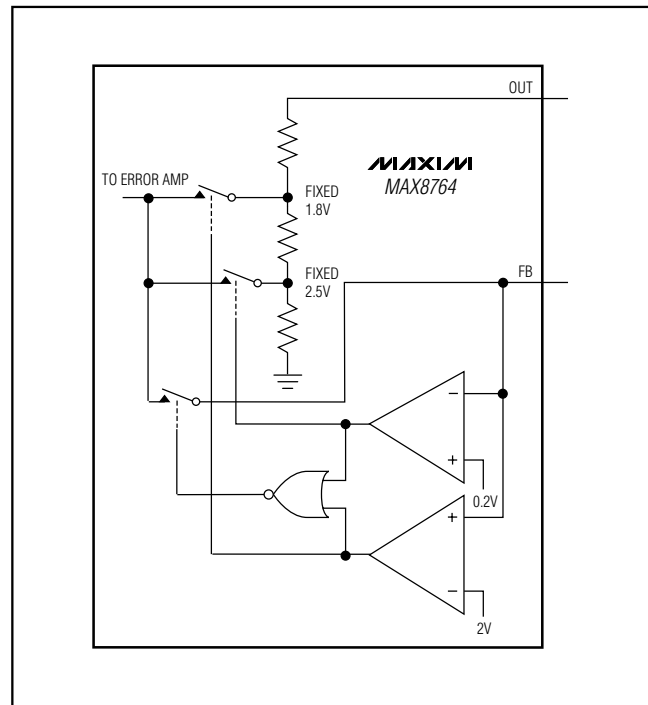 OUT
MAXIM
MAX8764
TO ERROR AMP
FIXED
1.8V
FIXED
2.5V
FB
−
+
0.2V
+
−
2V